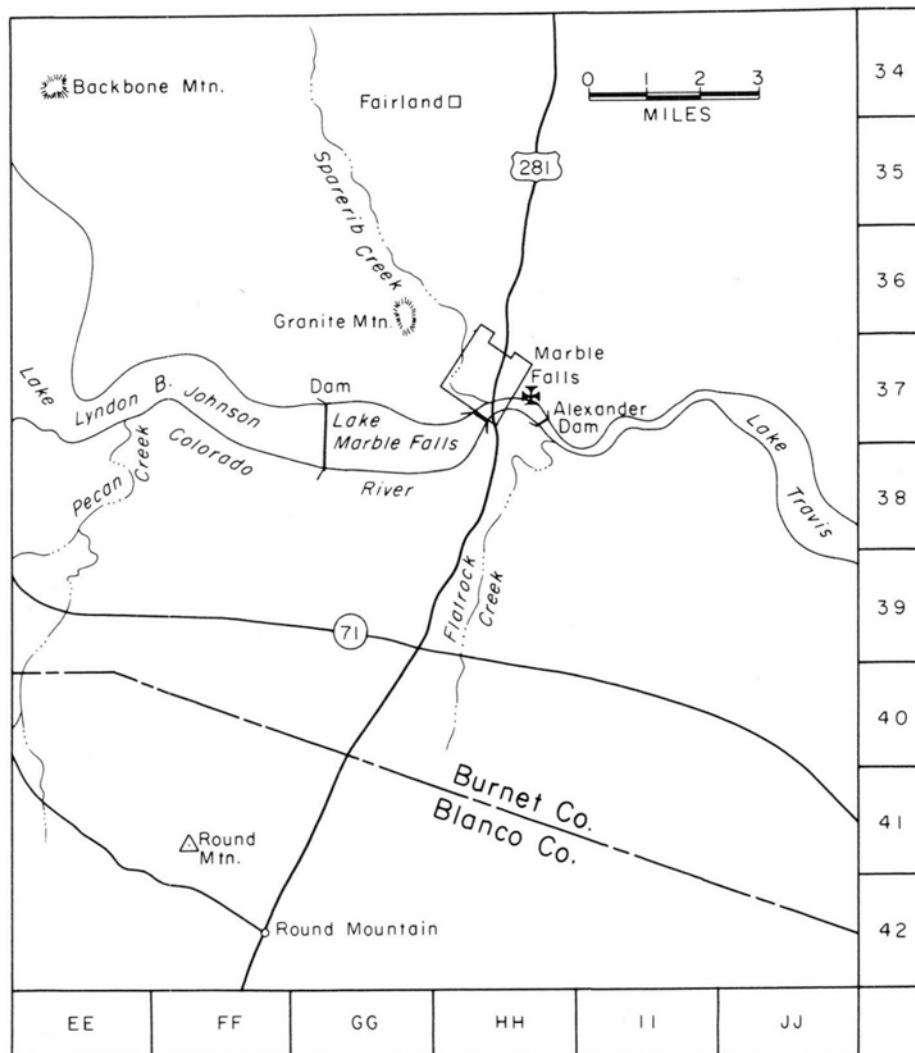 Backbone Mtn.
Fairland
0 1 2 3
MILES
281
Sparerib Creek
Granite Mtn.
Marble
Falls
Dam
Alexander
Dam
Lake
Lyndon B. Johnson
Lake
Marble Falls
Colorado
River
Lake
Travis
Pecan
Creek
Flatrock
Creek
71
Burnet Co.
Blanco Co.
Round
Mtn.
Round Mountain
34
35
36
37
38
39
40
41
42
EE FF GG HH II JJ